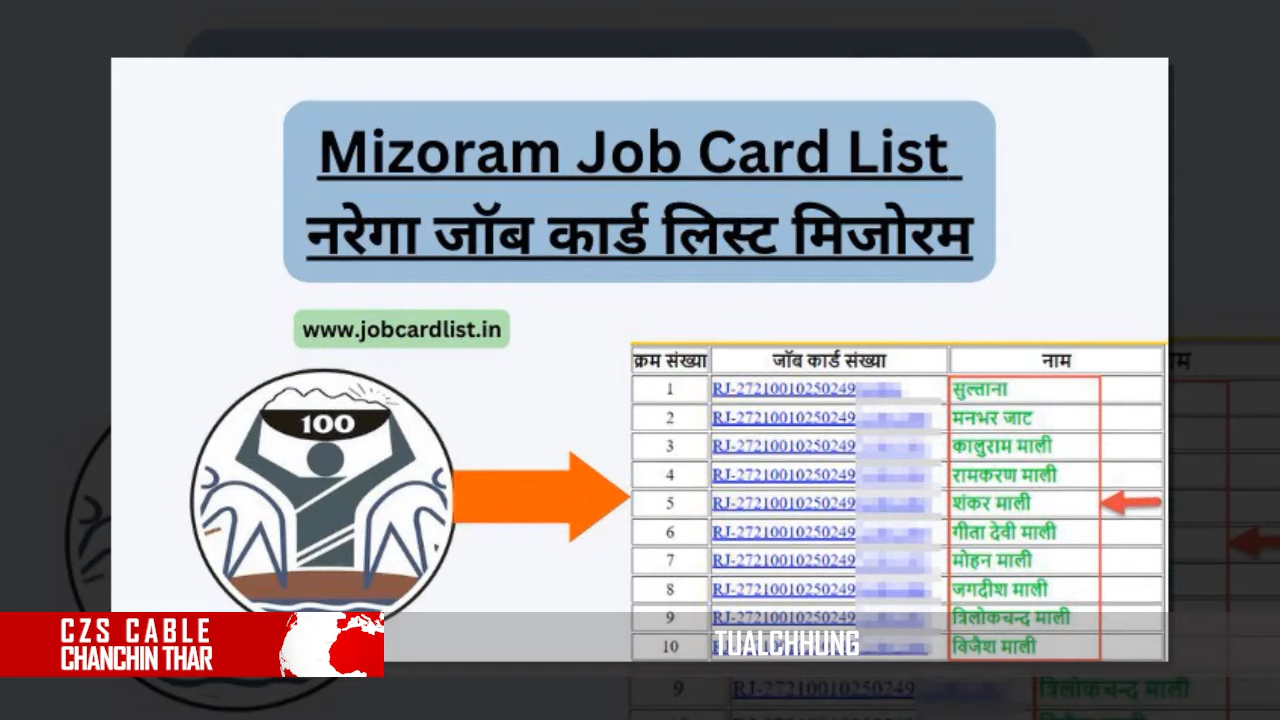 Mizoram Job Card List
नरेगा जॉब कार्ड लिस्ट मिजोरम
www.jobcardlist.in
100
क्रम संख्या जॉब कार्ड संख्या नाम
1 RJ-27210010250249 सुल्ताना
2 RJ-27210010250249 मनभर जाट
3 RJ-27210010250249 कालुराम माली
4 RJ-27210010250249 रामकरण माली
5 RJ-27210010250249 शंकर माली
6 RJ-27210010250249 गीता देवी माली
7 RJ-27210010250249 मोहन माली
8 RJ-27210010250249 जगदीश माली
9 RJ-27210010250249 त्रिलोकचन्द माली
10 विजेश माली
CZS CABLE
CHANCHIN THAR
TUALCHHUNG
9 RJ-27210010250249 त्रिलोकचन्द माली